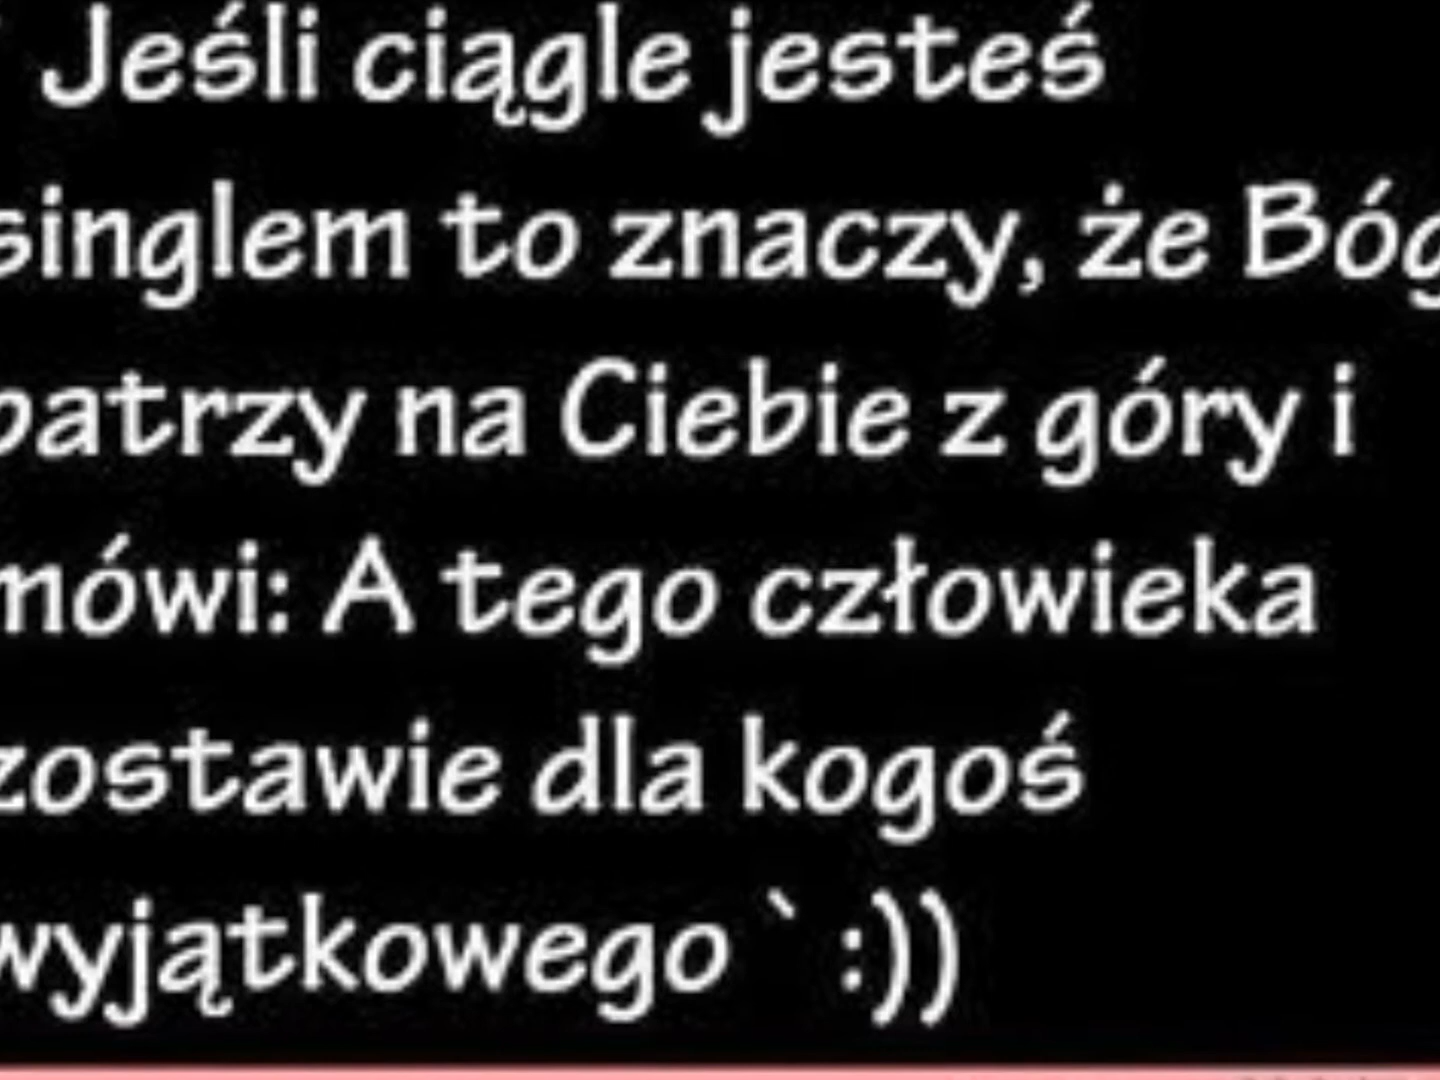 ` Jeśli ciągle jesteś
singlem to znaczy, że Bóg
patrzy na Ciebie z góry i
mówi: A tego człowieka
zostawie dla kogoś
wyjątkowego ` :))